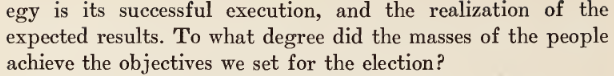 egy is its successful execution, and the realization of the
expected results. To what degree did the masses of the people
achieve the objectives we set for the election?